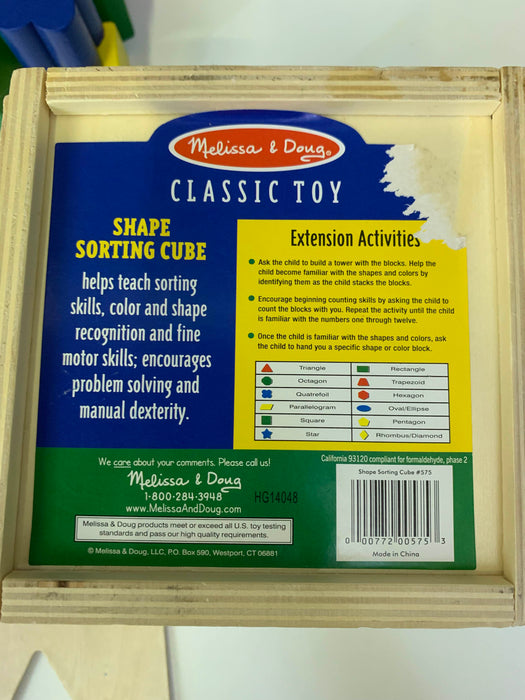 Melissa & Doug®
CLASSIC TOY
SHAPE
SORTING CUBE
helps teach sorting
skills, color and shape
recognition and fine
motor skills; encourages
problem solving and
manual dexterity.
Extension Activities
Ask the child to build a tower with the blocks. Help the
child become familiar with the shapes and colors by
identifying them as the child stacks the blocks.
Encourage beginning counting skills by asking the child to
count the blocks with you. Repeat the activity until the child
is familiar with the numbers one through twelve.
Once the child is familiar with the shapes and colors, ask
the child to hand you a specific shape or color block.
Triangle Rectangle
Octagon Trapezoid
Quatrefoil Hexagon
Parallelogram Oval/Ellipse
Square Pentagon
Star Rhombus/Diamond
California 93120 compliant for formaldehyde, phase 2
We care about your comments. Please call us!
Melissa & Doug
1-800-284-3948
www.MelissaAndDoug.com
HG14048
Melissa & Doug products meet or exceed all U.S. toy testing
standards and pass our high quality requirements.
© Melissa & Doug, LLC, P.O. Box 590, Westport, CT 06881
Shape Sorting Cube #575
0 00772 00575 3
Made in China